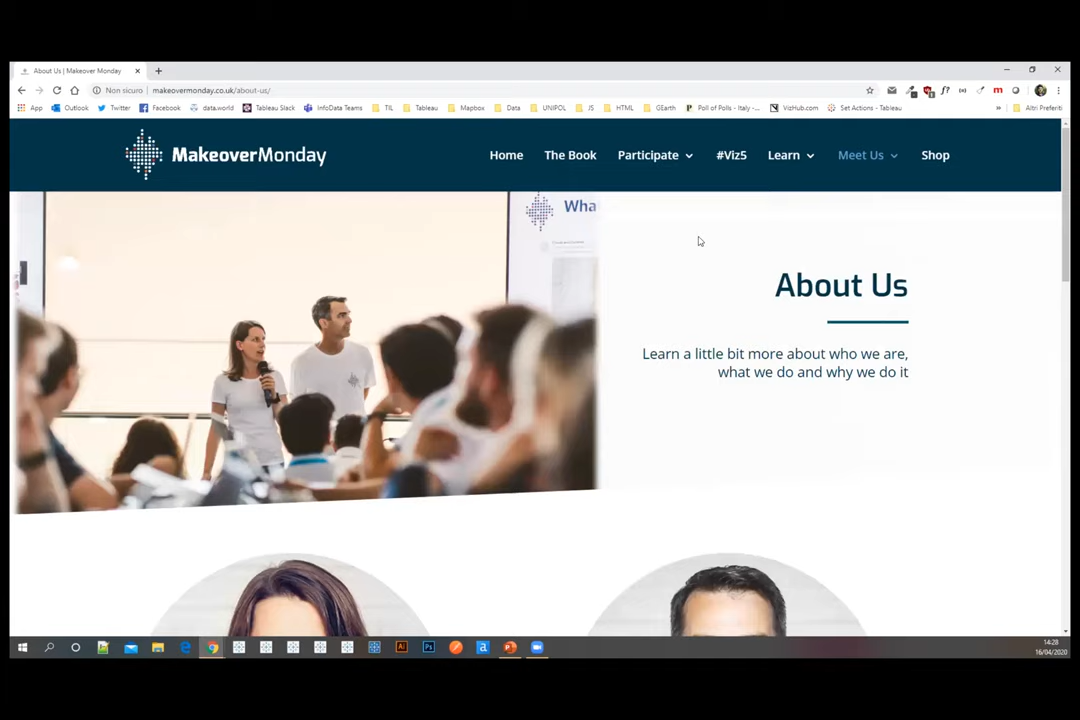 About Us | Makeover Monday
Non sicuro makeovermonday.co.uk/about-us/
App Outlook Twitter Facebook data.world Tableau Slack InfoData Teams TIL Tableau Mapbox Data UNIPOL JS HTML GEarth Poll of Polls - Italy -... VizHub.com Set Actions - Tableau » Altri Preferiti
MakeoverMonday Home The Book Participate #Viz5 Learn Meet Us Shop
Wha
About Us
Learn a little bit more about who we are,
what we do and why we do it
14:28
16/04/2020